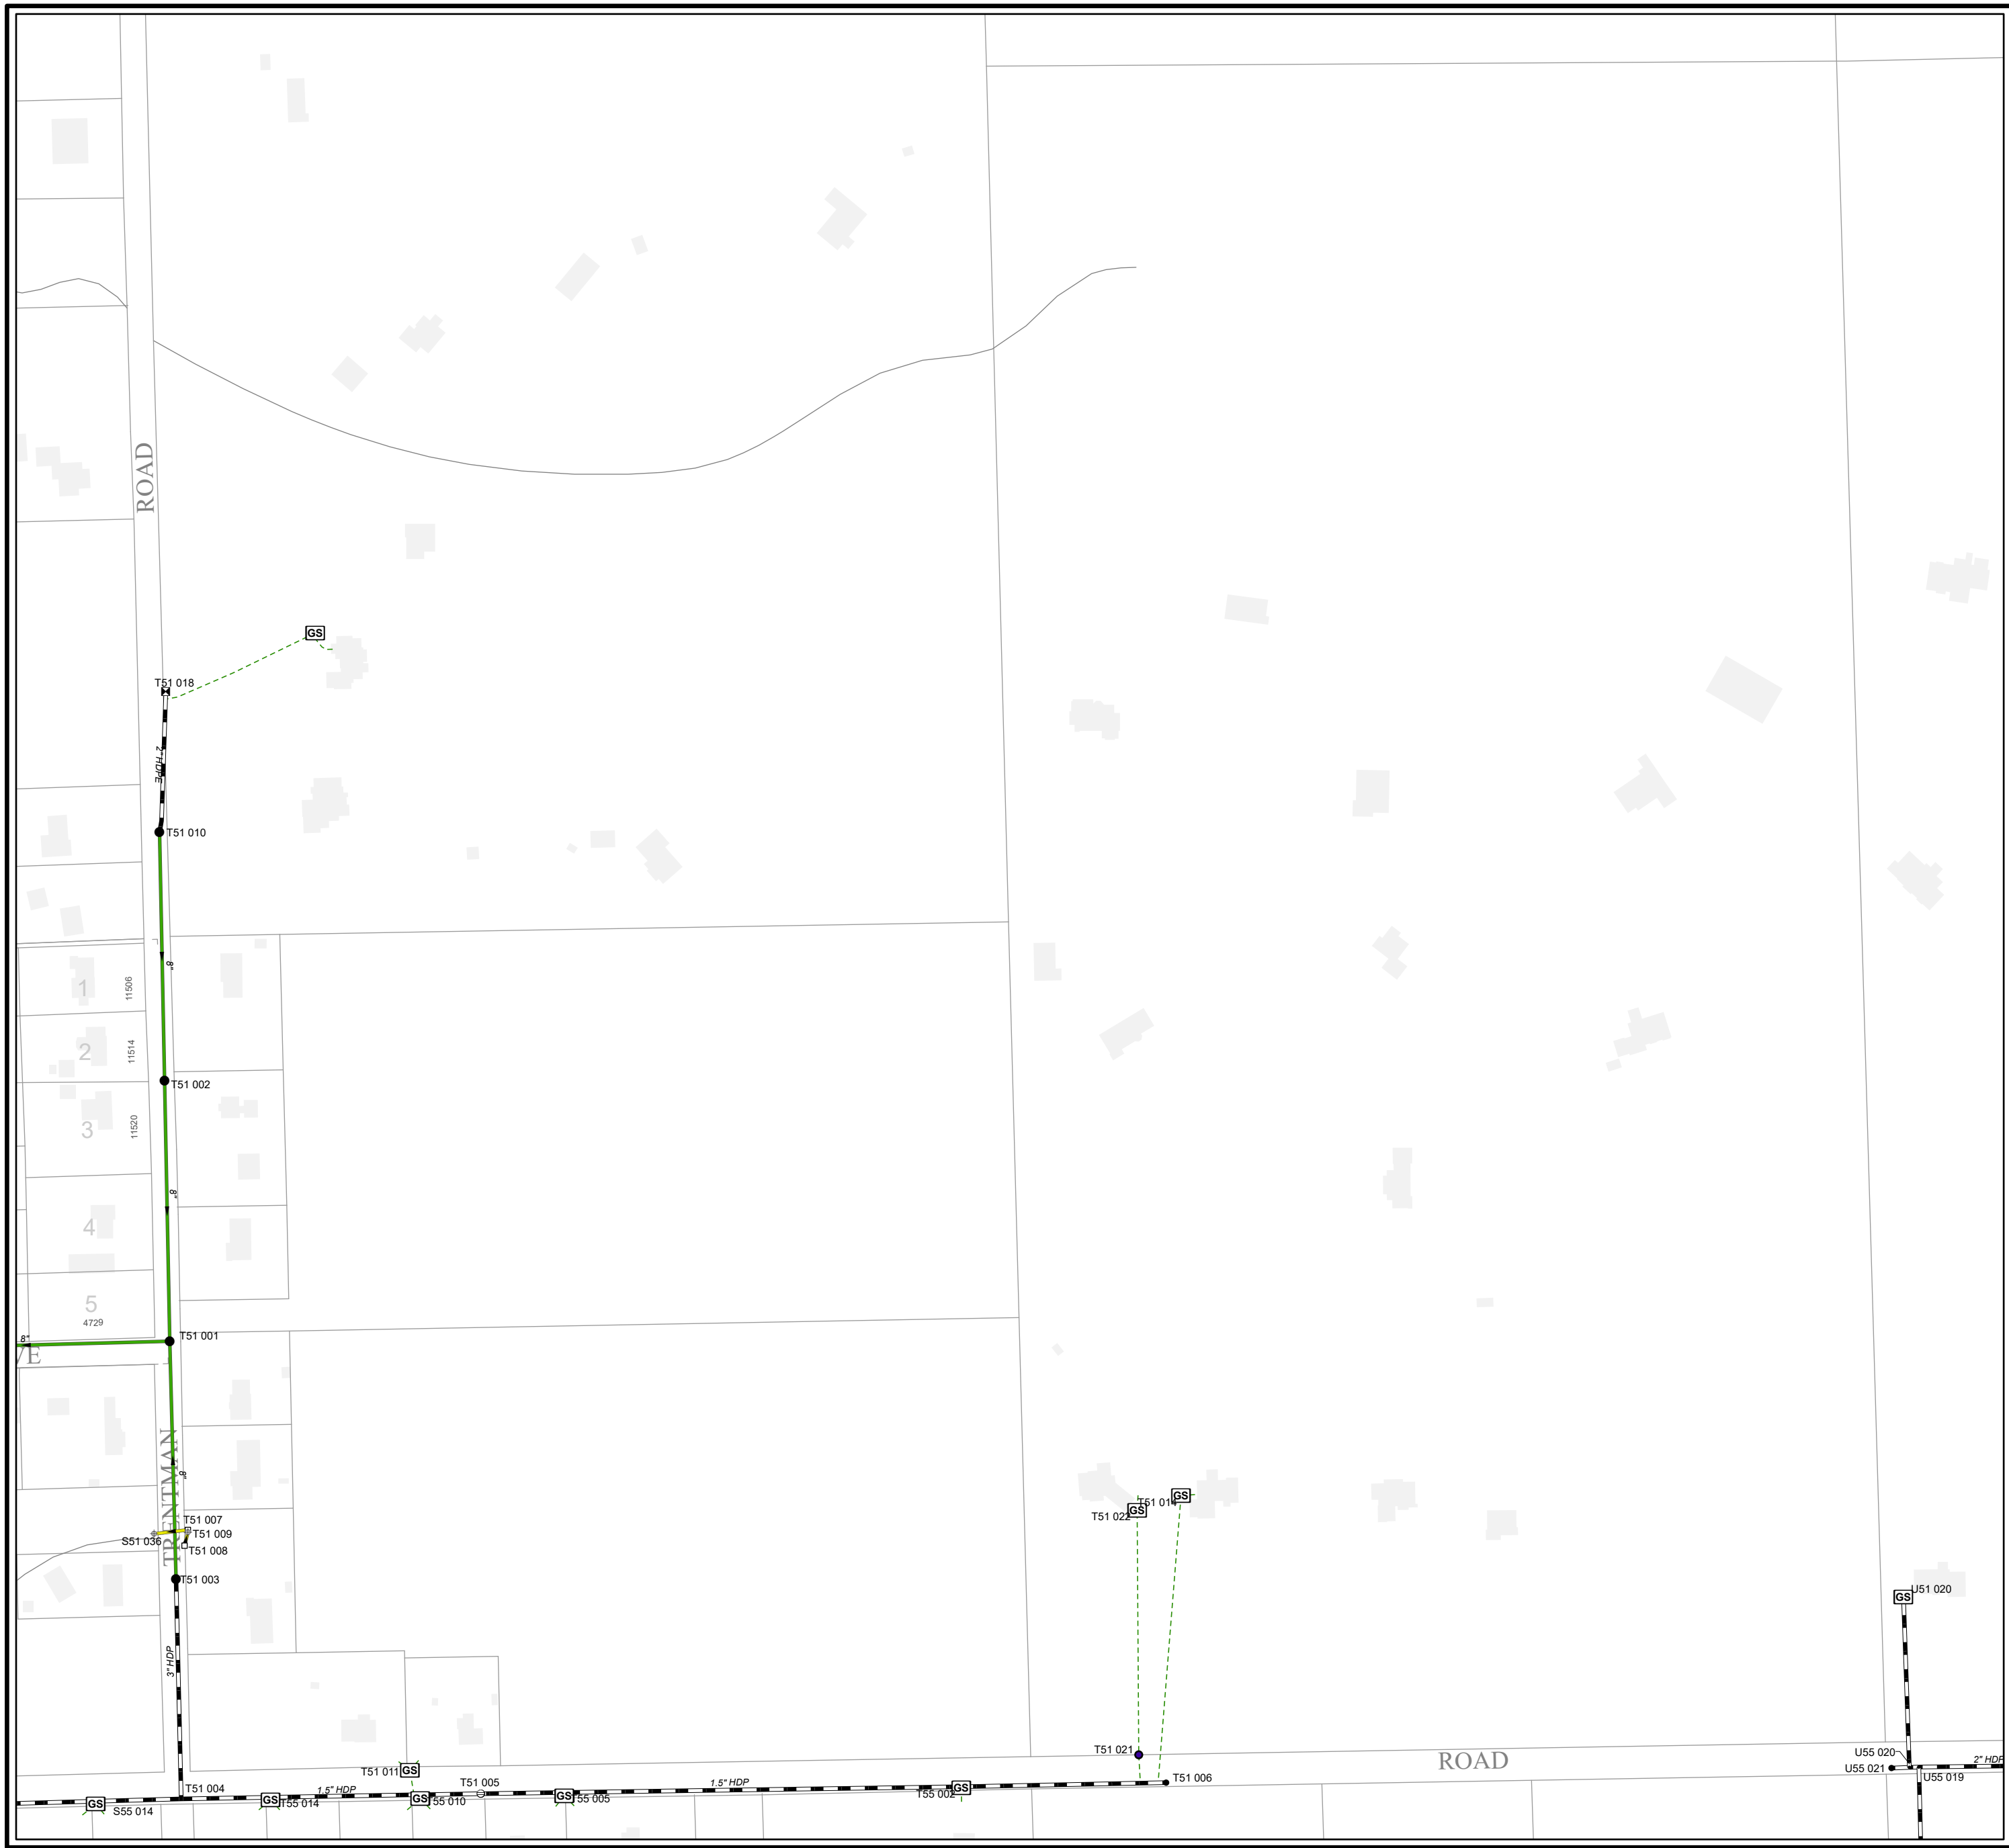 ROAD
GS
T51 018
2" HDPE
T51 010
8"
1
11506
2
11514
T51 002
3
11520
8"
4
5
4729
T51 001
8"
VE
TRENTMAN
8"
T51 007
T51 009
S51 036
T51 008
T51 003
GS
T51 014
GS
T51 022
3" HDP
GS
U51 020
T51 021
ROAD
U55 020
2" HDP
U55 021
U55 019
T51 011
GS
T51 006
T51 004
1.5" HDP
T51 005
1.5" HDP
GS
S55 014
GS
T55 014
GS
T55 010
GS
T55 005
T55 002
GS